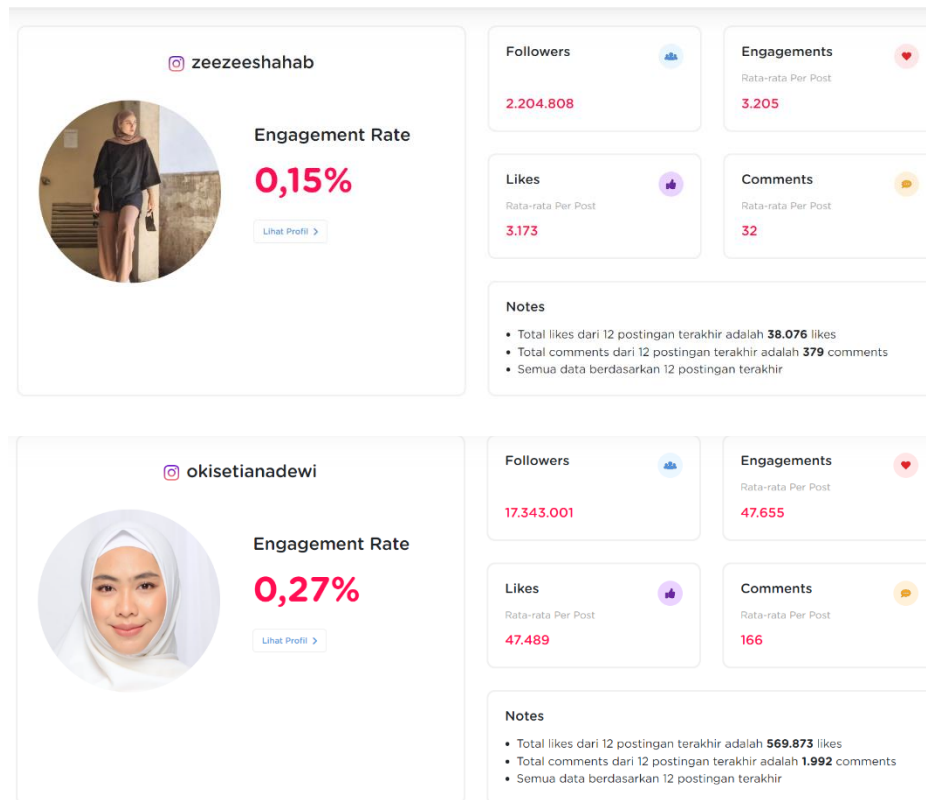 zeezeeshahab
Engagement Rate
0,15%
Lihat Profil
Followers
2.204.808
Engagements
Rata-rata Per Post
3.205
Likes
Rata-rata Per Post
3.173
Comments
Rata-rata Per Post
32
Notes
Total likes dari 12 postingan terakhir adalah 38.076 likes
Total comments dari 12 postingan terakhir adalah 379 comments
Semua data berdasarkan 12 postingan terakhir
okisetianadewi
Engagement Rate
0,27%
Lihat Profil
Followers
17.343.001
Engagements
Rata-rata Per Post
47.655
Likes
Rata-rata Per Post
47.489
Comments
Rata-rata Per Post
166
Notes
Total likes dari 12 postingan terakhir adalah 569.873 likes
Total comments dari 12 postingan terakhir adalah 1.992 comments
Semua data berdasarkan 12 postingan terakhir